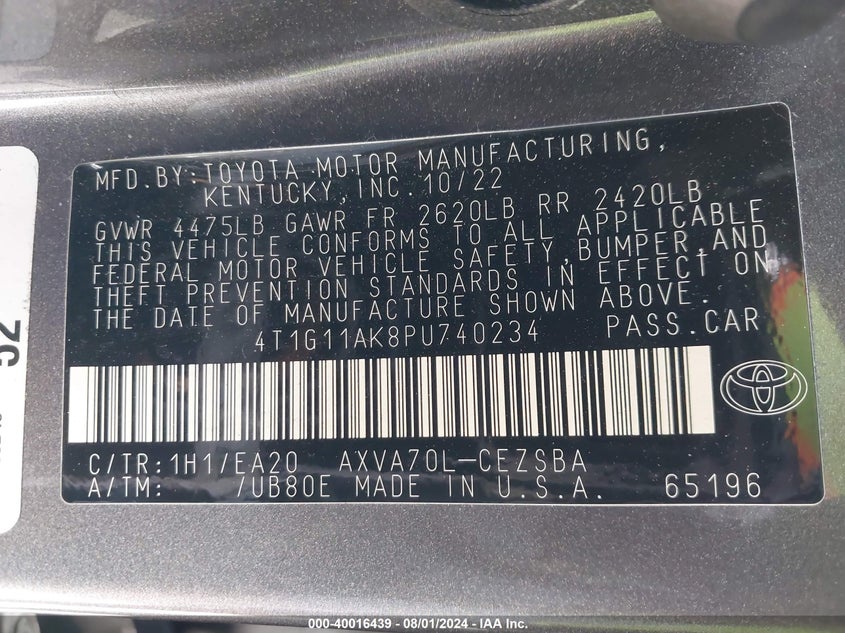 MFD.BY:TOYOTA MOTOR MANUFACTURING,
KENTUCKY,INC.10/22
GVWR 4475LB GAWR FR 2620LB RR 2420LB
THIS VEHICLE CONFORMS TO ALL APPLICABLE
FEDERAL MOTOR VEHICLE SAFETY,BUMPER,AND
THEFT PREVENTION STANDARDS IN EFFECT ON
THE DATE OF MANUFACTURE SHOWN ABOVE.
4T1G11AK8PU740234 PASS.CAR
C/TR:1H1/EA20 AXVA70L-CEZSBA
A/TM: /UB80E MADE IN U.S.A. 65196
52
000-40016439 - 08/01/2024 - IAA Inc.